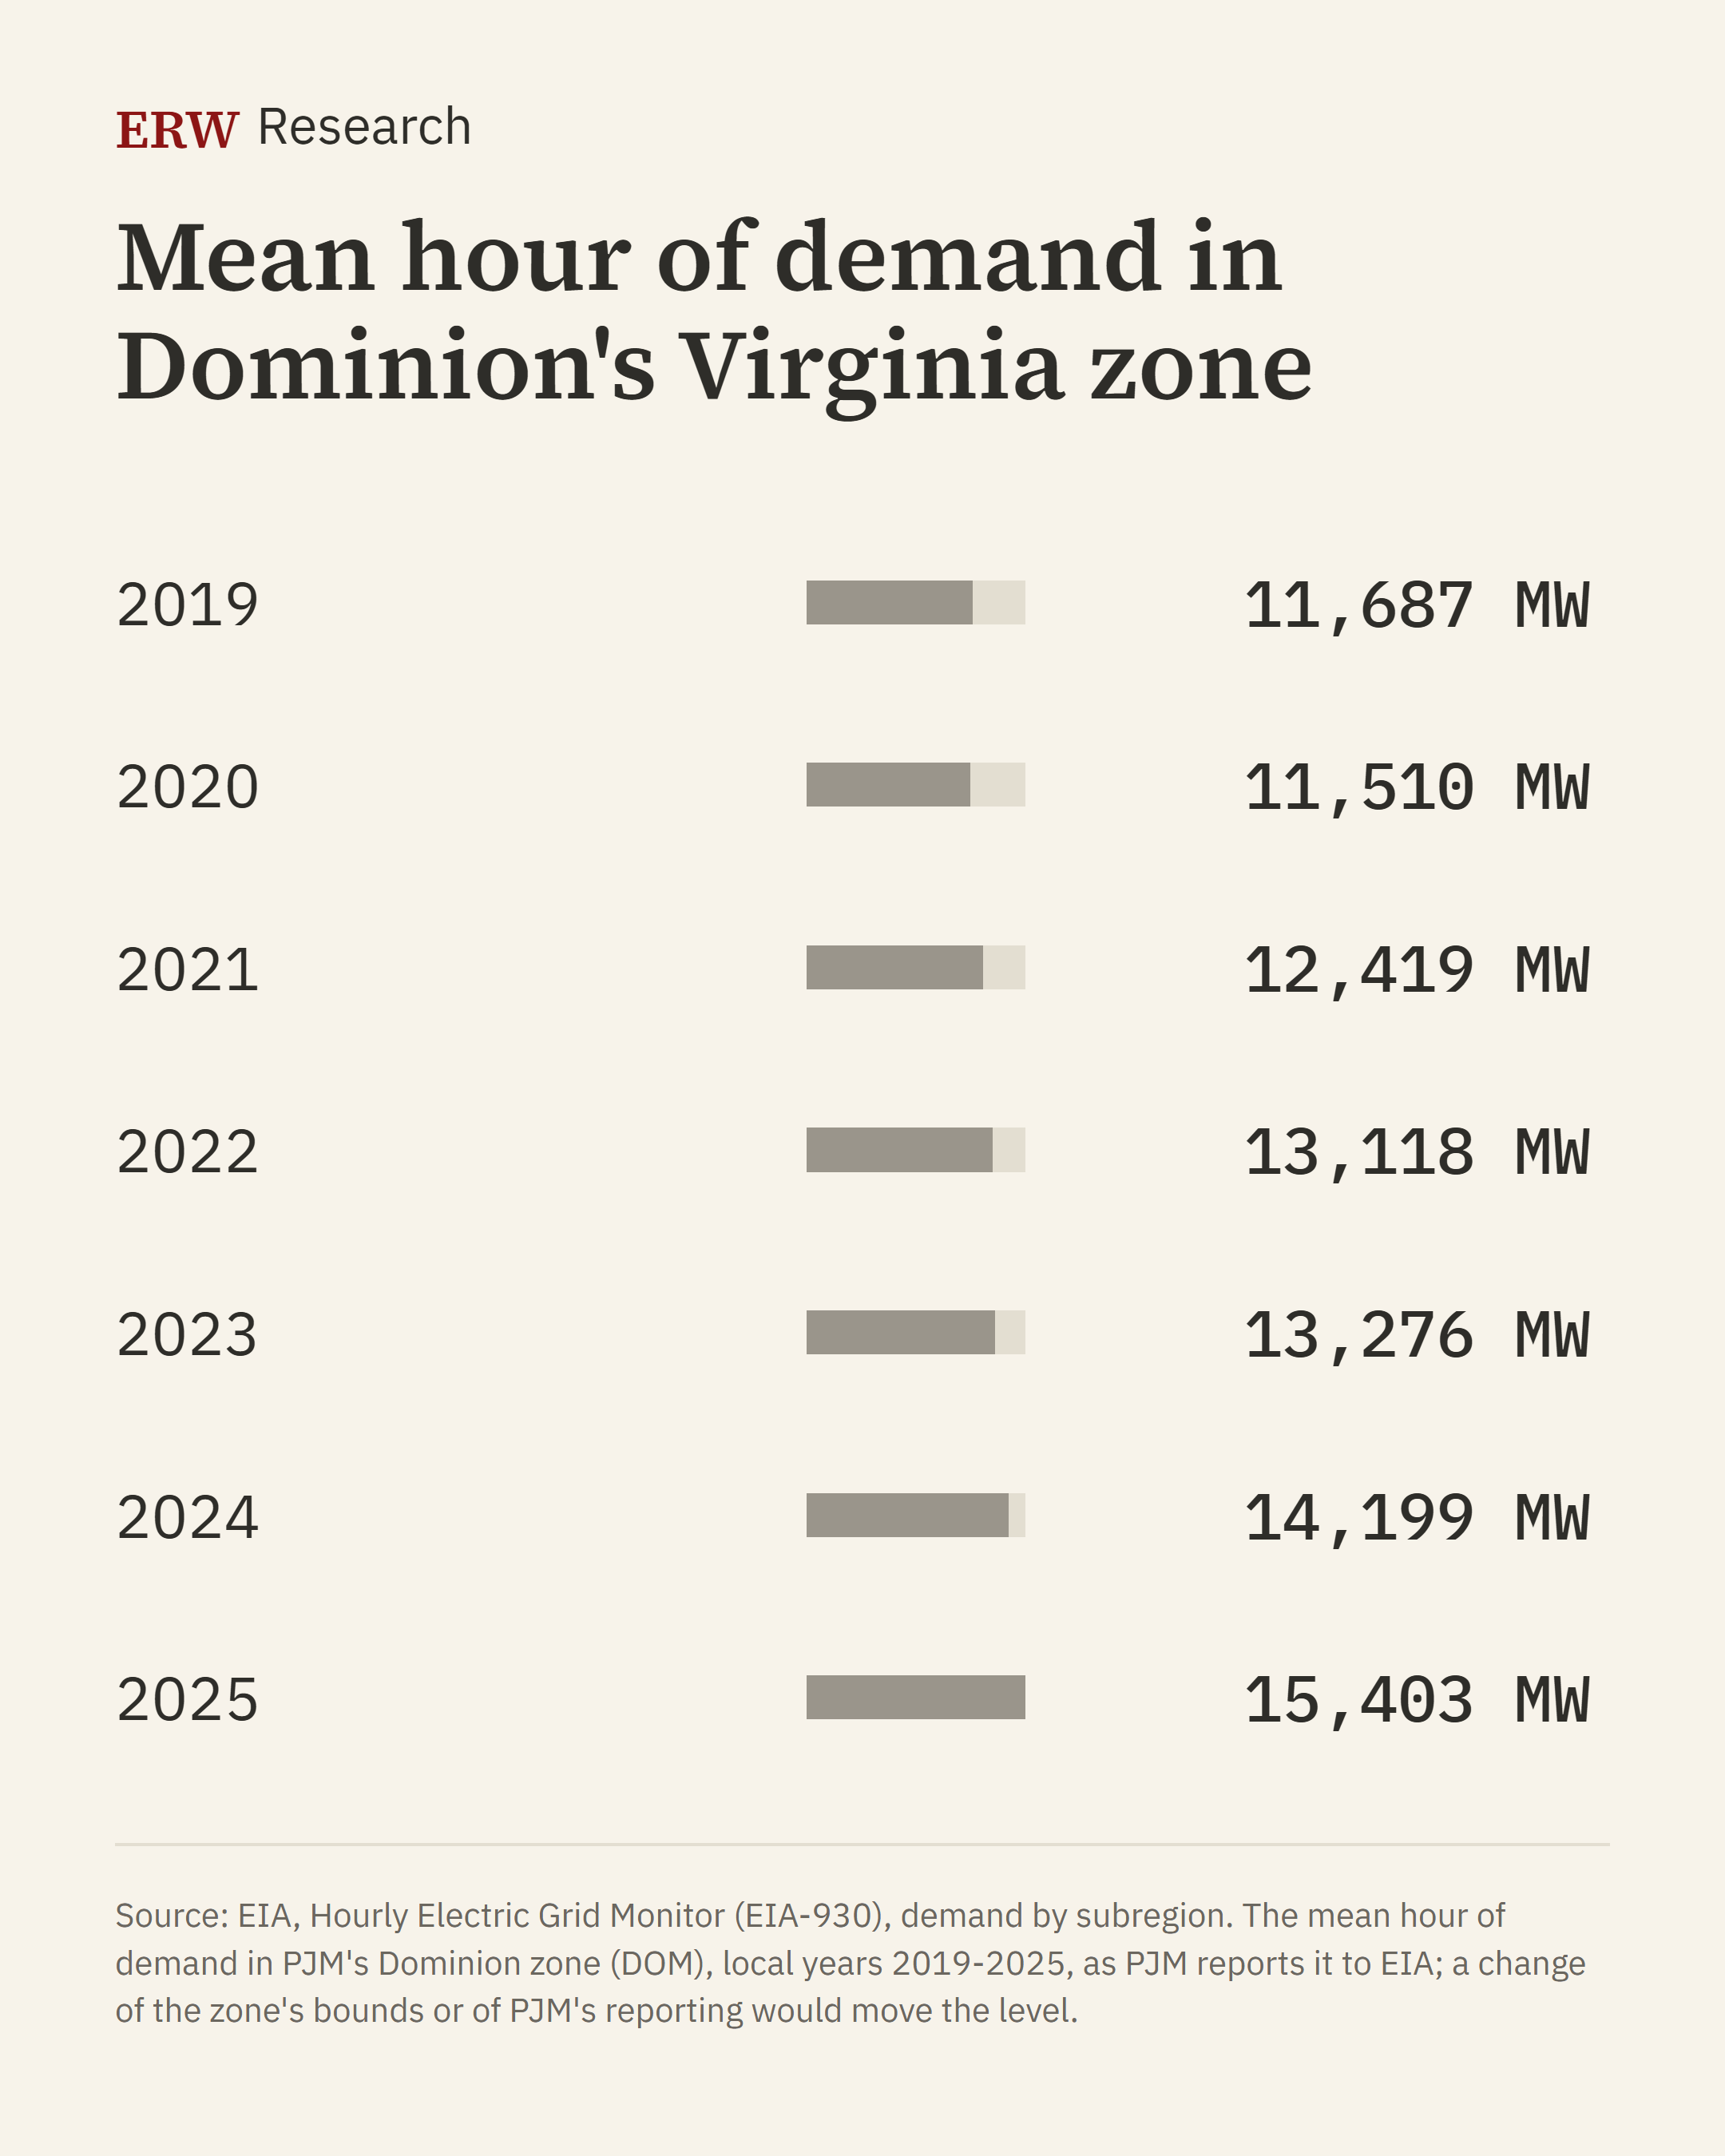 ERW Research
Mean hour of demand in
Dominion's Virginia zone
2019 11,687 MW
2020 11,510 MW
2021 12,419 MW
2022 13,118 MW
2023 13,276 MW
2024 14,199 MW
2025 15,403 MW
Source: EIA, Hourly Electric Grid Monitor (EIA-930), demand by subregion. The mean hour of
demand in PJM's Dominion zone (DOM), local years 2019-2025, as PJM reports it to EIA; a change
of the zone's bounds or of PJM's reporting would move the level.